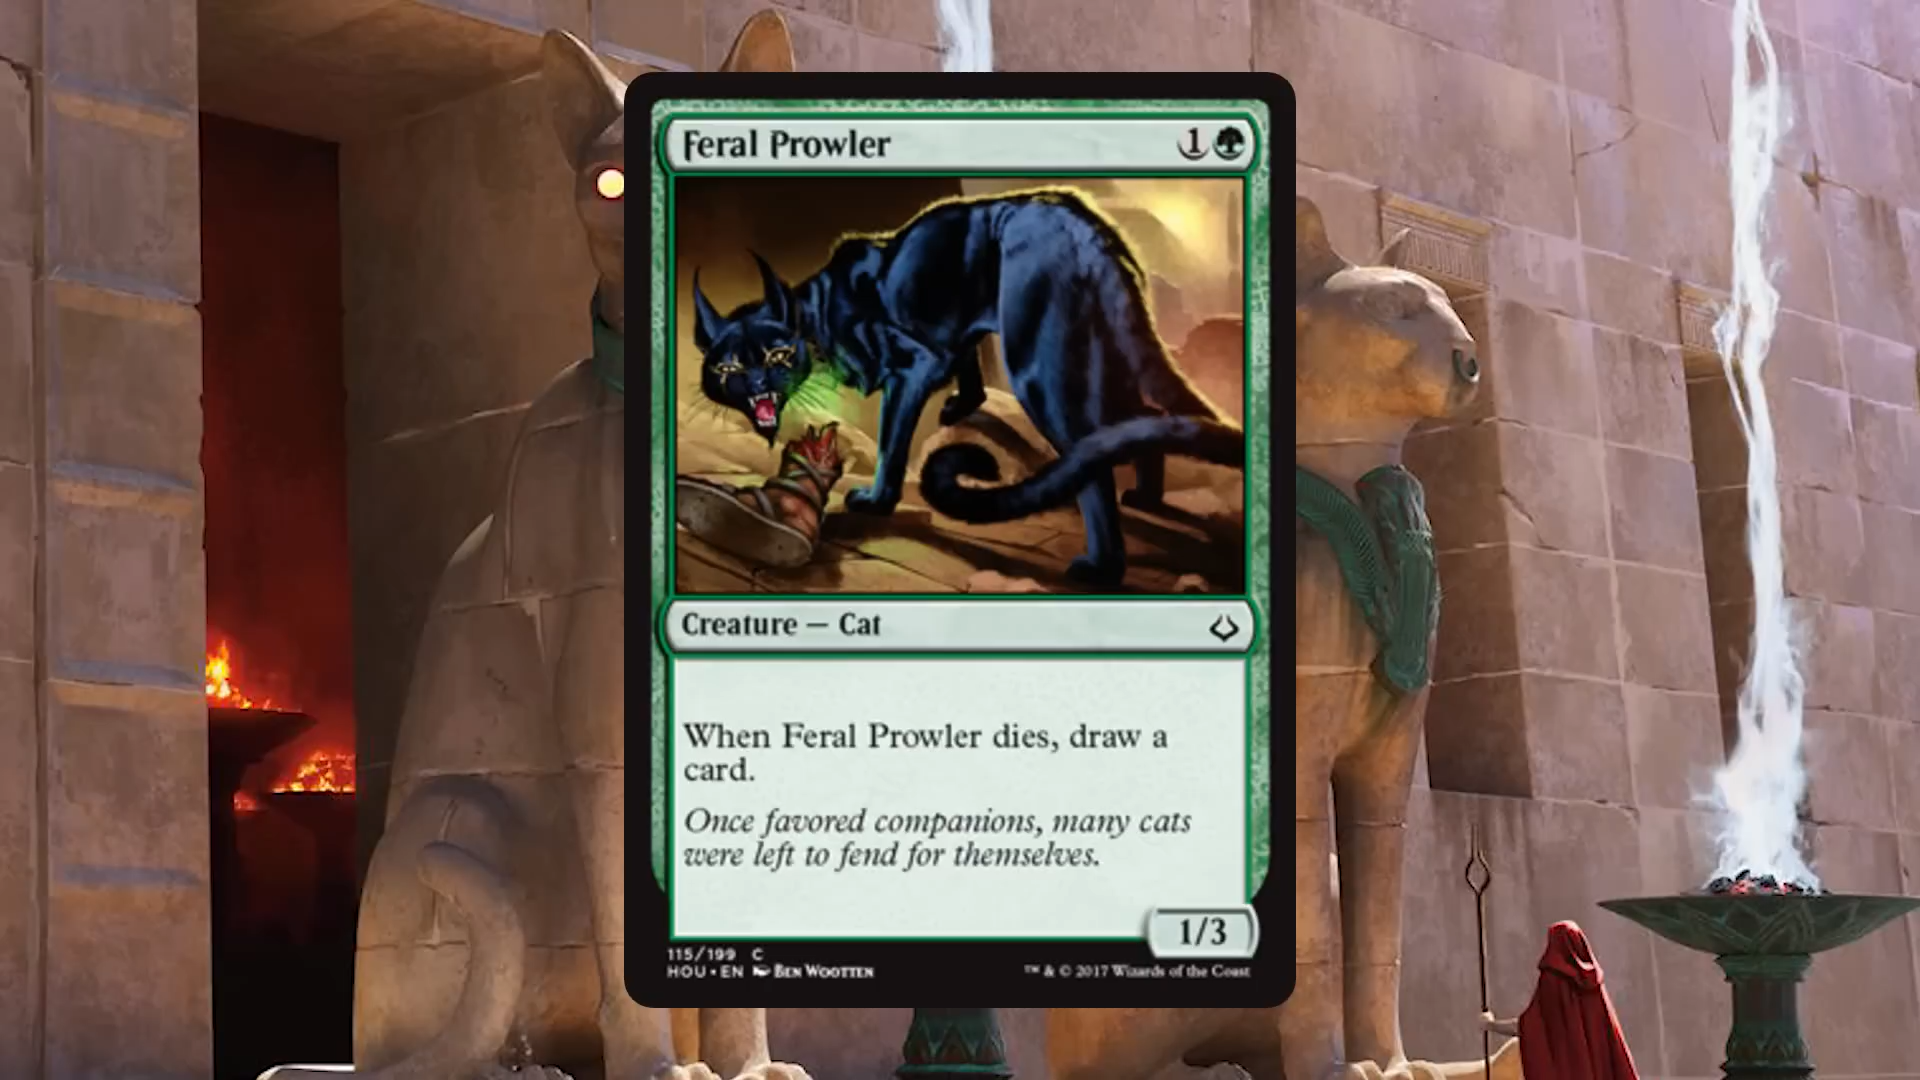 Feral Prowler 1
Creature — Cat
When Feral Prowler dies, draw a
card.
Once favored companions, many cats
were left to fend for themselves.
1/3
115/199 C
HOU • EN Ben Wootten
™ & © 2017 Wizards of the Coast